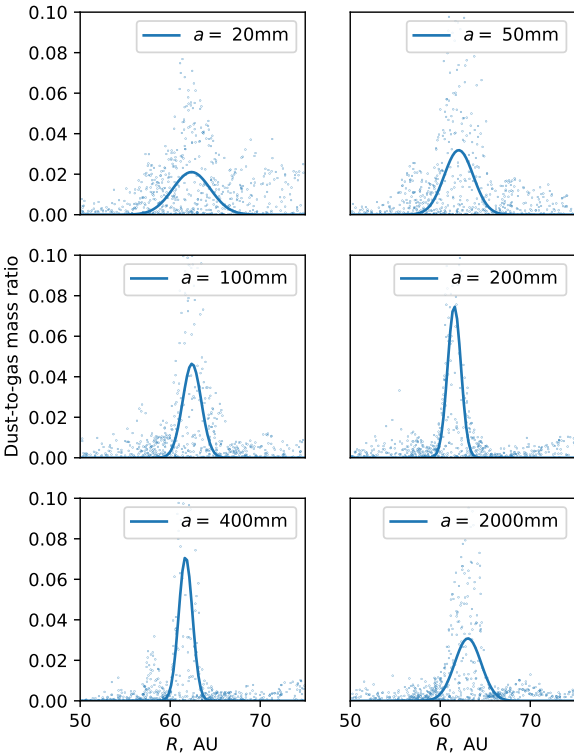 0.10
0.08
0.06
0.04
0.02
0.00
a = 20mm
a = 50mm
Dust-to-gas mass ratio
0.10
0.08
0.06
0.04
0.02
0.00
a = 100mm
a = 200mm
0.10
0.08
0.06
0.04
0.02
0.00
a = 400mm
a = 2000mm
50 60 70
50 60 70
R, AU
R, AU